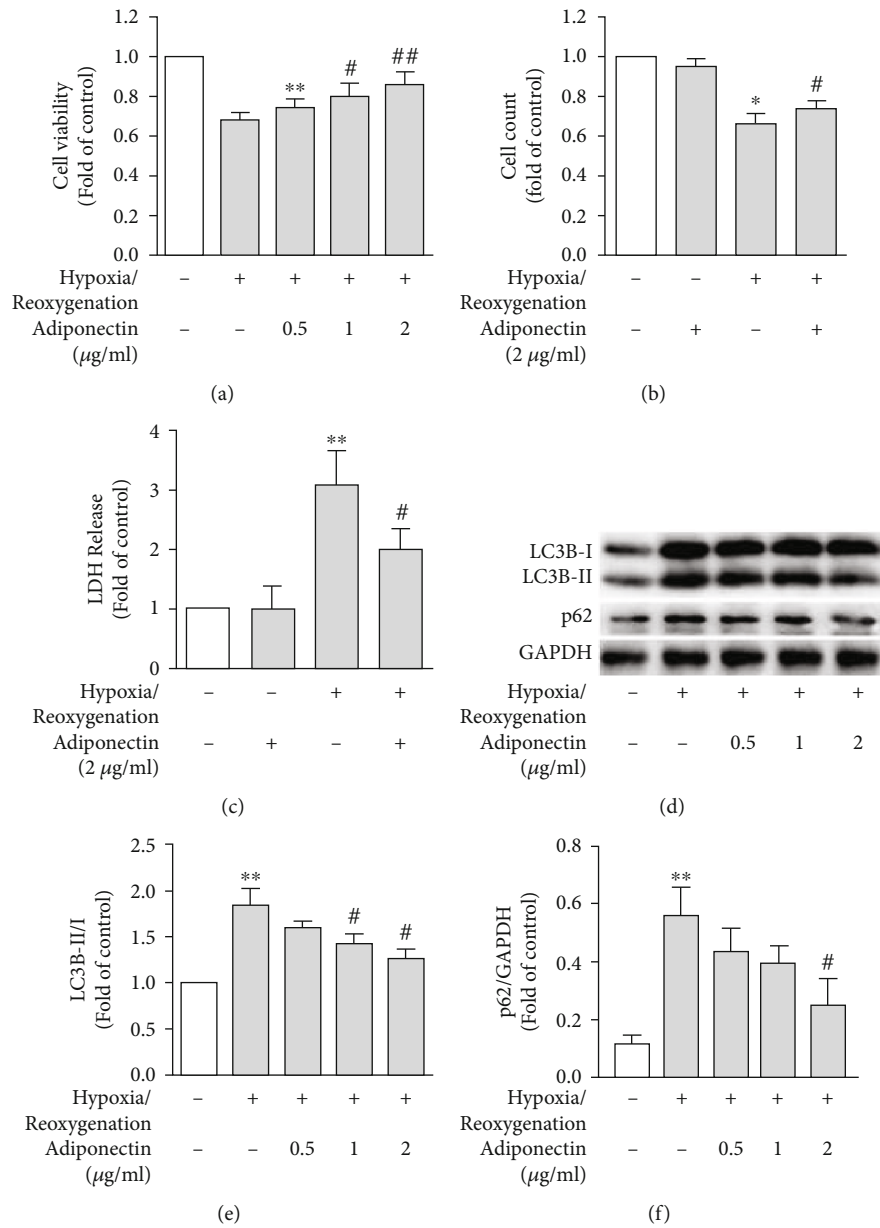 Cell viability
(Fold of control)
1.2
1.0
0.8
0.6
0.4
0.2
0.0
**
#
##
Hypoxia/
Reoxygenation
– + + + +
Adiponectin
(μg/ml)
– – 0.5 1 2
(a)
Cell count
(fold of control)
1.2
1.0
0.8
0.6
0.4
0.2
0.0
*
#
Hypoxia/
Reoxygenation
– – + +
Adiponectin
(2 μg/ml)
– + – +
(b)
LDH Release
(Fold of control)
4
3
2
1
0
**
#
Hypoxia/
Reoxygenation
– – + +
Adiponectin
(2 μg/ml)
– + – +
(c)
LC3B-I
LC3B-II
p62
GAPDH
Hypoxia/
Reoxygenation
– + + + +
Adiponectin
(μg/ml)
– – 0.5 1 2
(d)
LC3B-II/I
(Fold of control)
2.5
2.0
1.5
1.0
0.5
0.0
**
#
#
Hypoxia/
Reoxygenation
– + + + +
Adiponectin
(μg/ml)
– – 0.5 1 2
(e)
p62/GAPDH
(Fold of control)
0.8
0.6
0.4
0.2
0.0
**
#
Hypoxia/
Reoxygenation
– + + + +
Adiponectin
(μg/ml)
– – 0.5 1 2
(f)